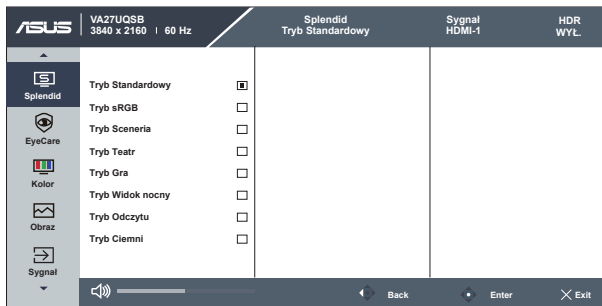 ASUS
VA27UQSB
3840 x 2160 | 60 Hz
Splendid
Tryb Standardowy
Sygnał
HDMI-1
HDR
WYŁ.
Splendid
EyeCare
Kolor
Obraz
Sygnał
Tryb Standardowy
Tryb sRGB
Tryb Sceneria
Tryb Teatr
Tryb Gra
Tryb Widok nocny
Tryb Odczytu
Tryb Ciemni
Back
Enter
Exit